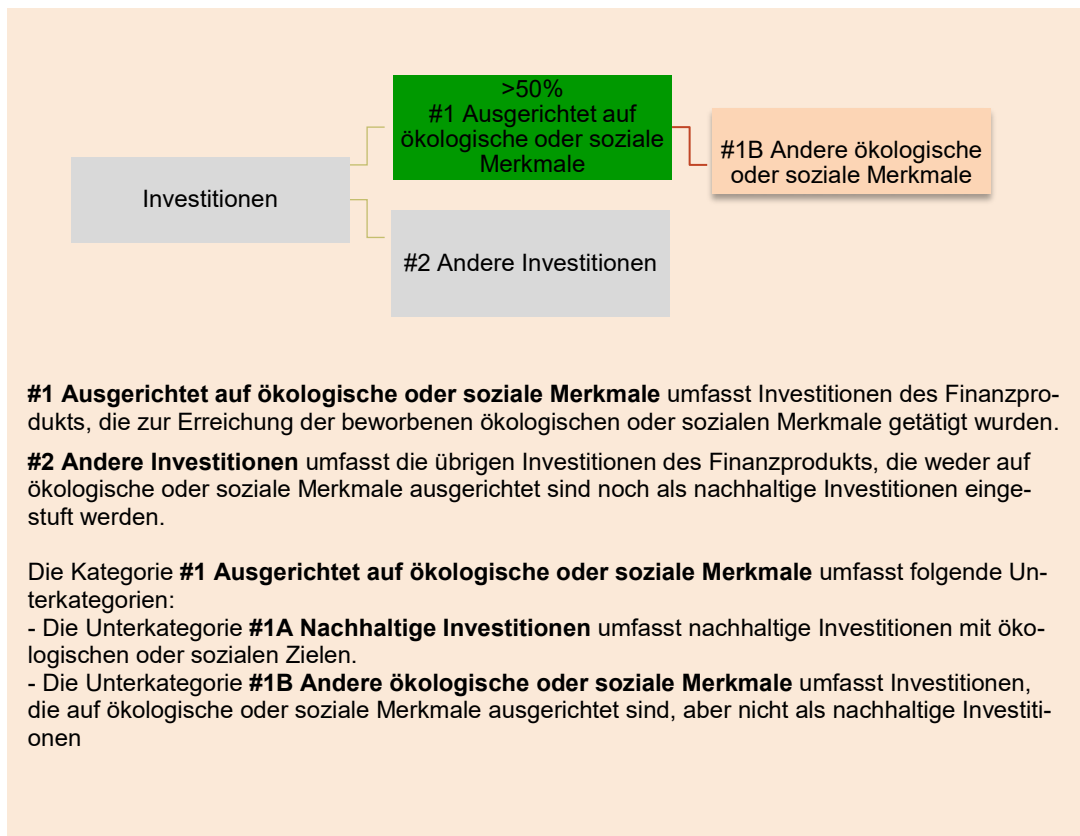 >50%
#1 Ausgerichtet auf
ökologische oder soziale
Merkmale
#1B Andere ökologische
oder soziale Merkmale
Investitionen
#2 Andere Investitionen
#1 Ausgerichtet auf ökologische oder soziale Merkmale umfasst Investitionen des Finanzpro-
dukts, die zur Erreichung der beworbenen ökologischen oder sozialen Merkmale getätigt wurden.
#2 Andere Investitionen umfasst die übrigen Investitionen des Finanzprodukts, die weder auf
ökologische oder soziale Merkmale ausgerichtet sind noch als nachhaltige Investitionen einge-
stuft werden.
Die Kategorie #1 Ausgerichtet auf ökologische oder soziale Merkmale umfasst folgende Un-
terkategorien:
- Die Unterkategorie #1A Nachhaltige Investitionen umfasst nachhaltige Investitionen mit öko-
logischen oder sozialen Zielen.
- Die Unterkategorie #1B Andere ökologische oder soziale Merkmale umfasst Investitionen,
die auf ökologische oder soziale Merkmale ausgerichtet sind, aber nicht als nachhaltige Investiti-
onen